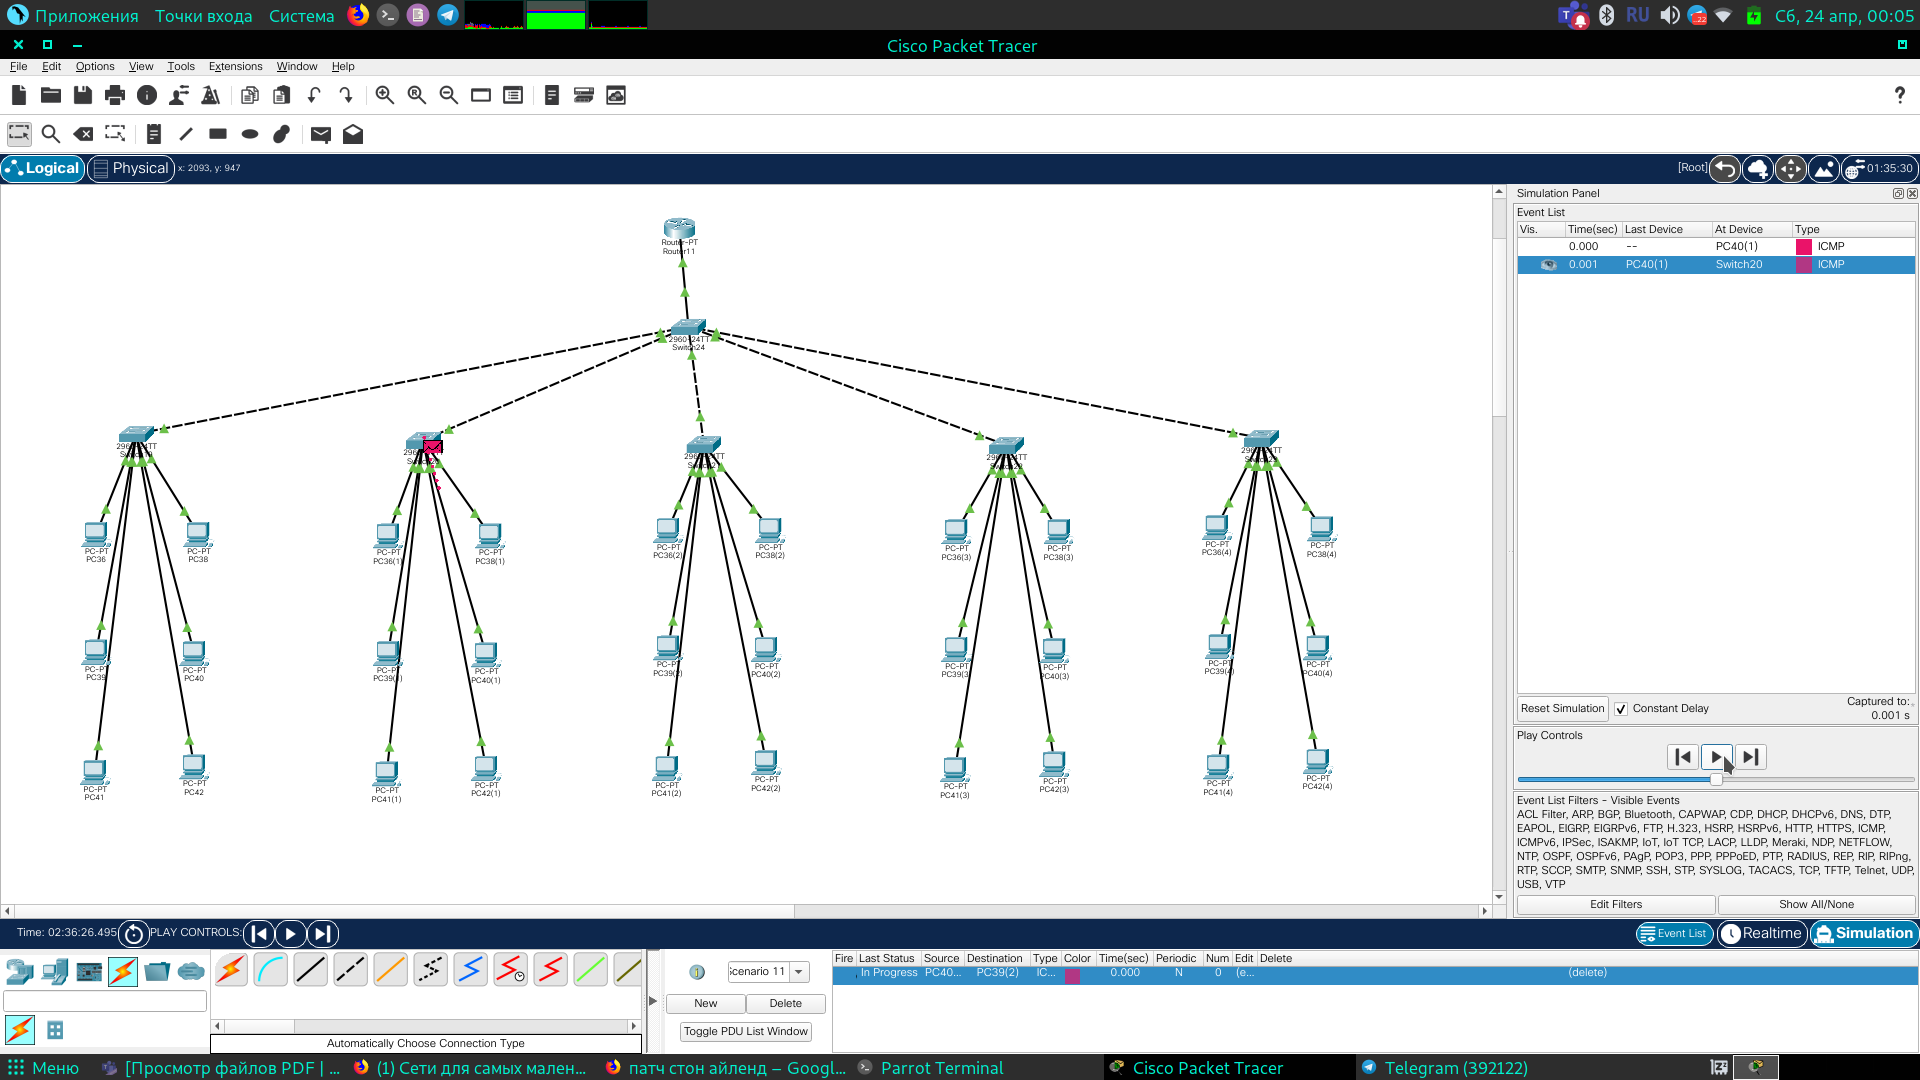 Приложения Точки входа Система RU 22 Сб, 24 апр, 00:05
Cisco Packet Tracer
File Edit Options View Tools Extensions Window Help
Logical Physical x: 2093, y: 947 [Root] 01:35:30
Simulation Panel
Event List
Vis. Time(sec) Last Device At Device Type
0.000 -- PC40(1) ICMP
0.001 PC40(1) Switch20 ICMP
Router-PT
Router11
2960-24TT
Switch24
PC-PT
PC36
PC-PT
PC38
PC-PT
PC36(1)
PC-PT
PC38(1)
PC-PT
PC36(2)
PC-PT
PC38(2)
PC-PT
PC36(3)
PC-PT
PC38(3)
PC-PT
PC36(4)
PC-PT
PC38(4)
PC-PT
PC39
PC-PT
PC40
PC-PT
PC39(1)
PC-PT
PC40(1)
PC-PT
PC39(2)
PC-PT
PC40(2)
PC-PT
PC39(3)
PC-PT
PC40(3)
PC-PT
PC39(4)
PC-PT
PC40(4)
PC-PT
PC41
PC-PT
PC42
PC-PT
PC41(1)
PC-PT
PC42(1)
PC-PT
PC41(2)
PC-PT
PC42(2)
PC-PT
PC41(3)
PC-PT
PC42(3)
PC-PT
PC41(4)
PC-PT
PC42(4)
Reset Simulation Constant Delay Captured to:
0.001 s
Play Controls
Event List Filters - Visible Events
ACL Filter, ARP, BGP, Bluetooth, CAPWAP, CDP, DHCP, DHCPv6, DNS, DTP,
EAPOL, EIGRP, EIGRPv6, FTP, H.323, HSRP, HSRPv6, HTTP, HTTPS, ICMP,
ICMPv6, IPSec, ISAKMP, IoT, IoT TCP, LACP, LLDP, Meraki, NDP, NETFLOW,
NTP, OSPF, OSPFv6, PAgP, POP3, PPP, PPPoED, PTP, RADIUS, REP, RIP, RIPng,
RTP, SCCP, SMTP, SNMP, SSH, STP, SYSLOG, TACACS, TCP, TFTP, Telnet, UDP,
USB, VTP
Edit Filters Show All/None
Time: 02:36:26.495 PLAY CONTROLS: Event List Realtime Simulation
Fire Last Status Source Destination Type Color Time(sec) Periodic Num Edit Delete
In Progress PC40... PC39(2) IC... 0.000 N 0 (e... (delete)
cenario 11
New Delete
Toggle PDU List Window
Automatically Choose Connection Type
Меню [Просмотр файлов PDF | ... (1) Сети для самых мален... патч стон айленд – Googl... Parrot Terminal Cisco Packet Tracer Telegram (392122)